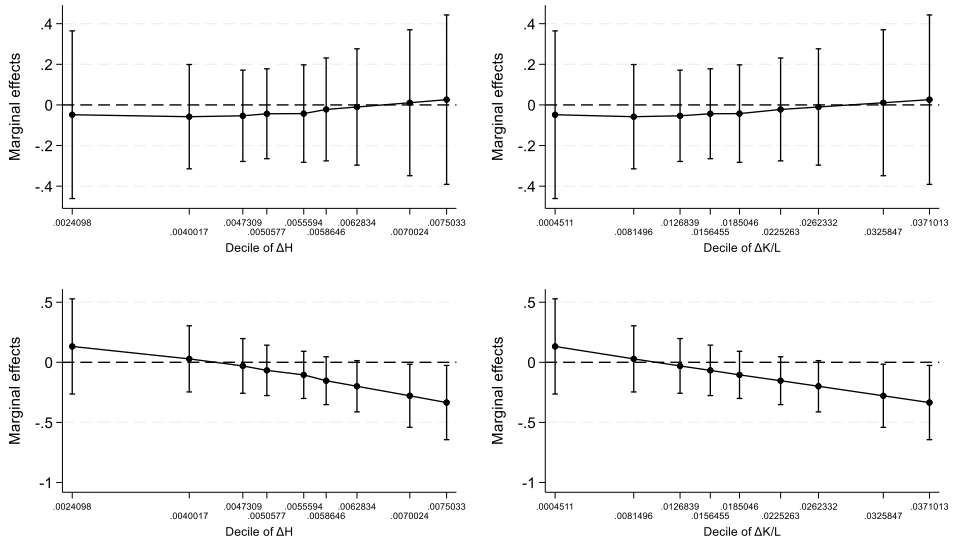 Marginal effects
.4
.2
0
-.2
-.4
.0024098 .0047309 .0055594 .0062834 .0075033
.0040017 .0050577 .0058646 .0070024
Decile of ΔH
Marginal effects
.4
.2
0
-.2
-.4
.0004511 .0126839 .0185046 .0262332 .0371013
.0081496 .0156455 .0225263 .0325847
Decile of ΔK/L
Marginal effects
.5
0
-.5
-1
.0024098 .0047309 .0055594 .0062834 .0075033
.0040017 .0050577 .0058646 .0070024
Decile of ΔH
Marginal effects
.5
0
-.5
-1
.0004511 .0126839 .0185046 .0262332 .0371013
.0081496 .0156455 .0225263 .0325847
Decile of ΔK/L